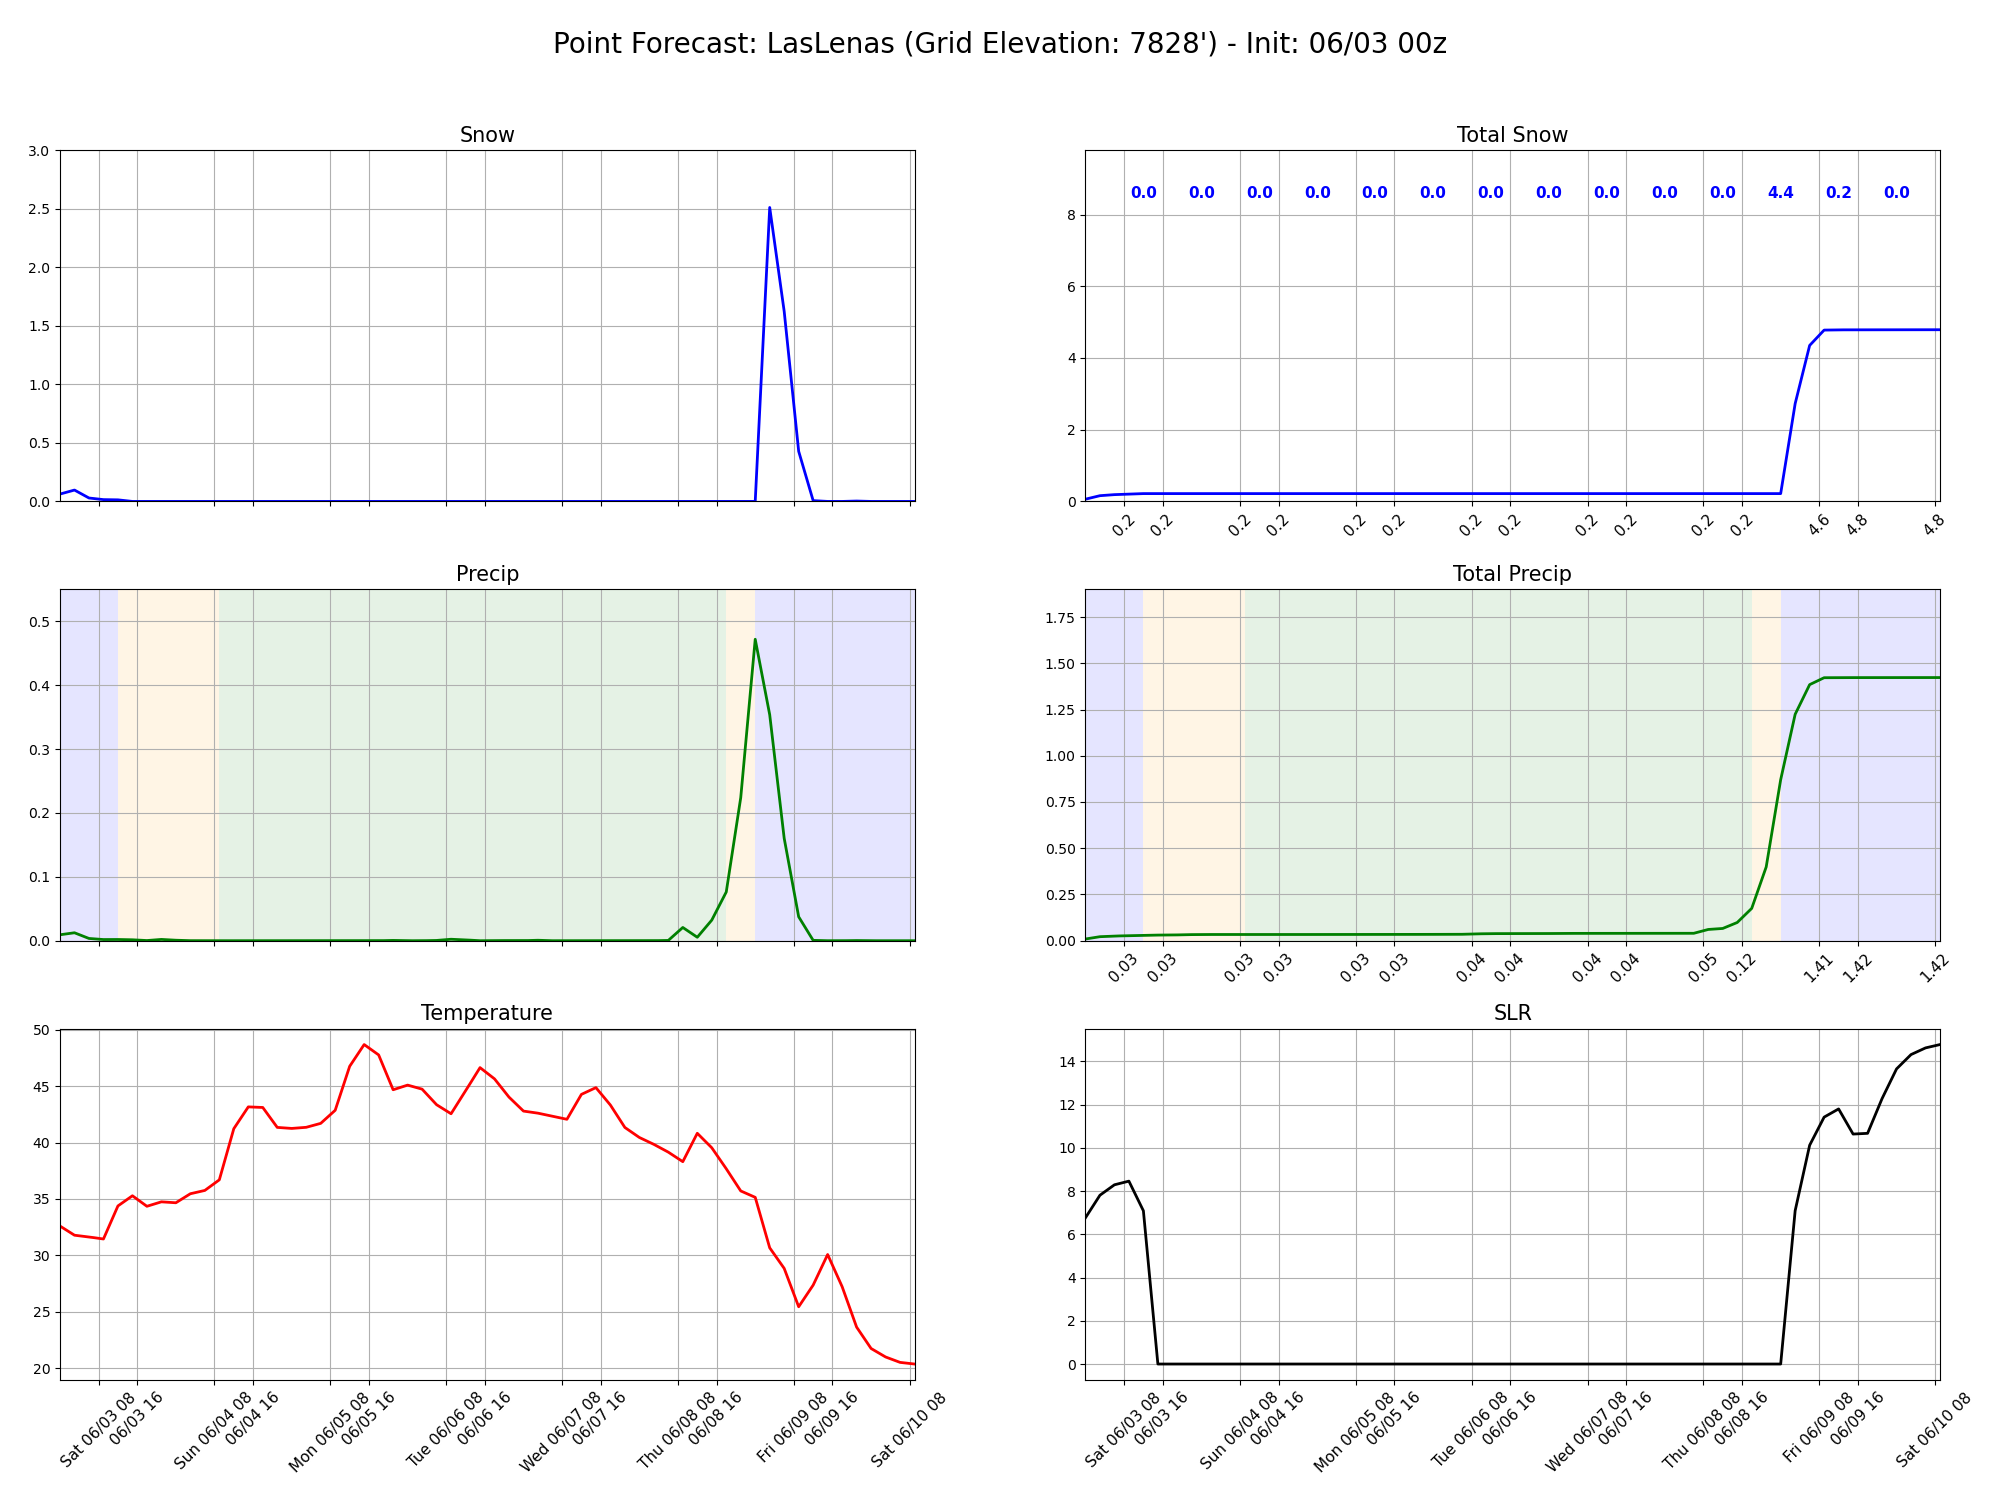 Point Forecast: LasLenas (Grid Elevation: 7828') - Init: 06/03 00z
Snow
3.0
2.5
2.0
1.5
1.0
0.5
0.0
Total Snow
0.0 0.0 0.0 0.0 0.0 0.0 0.0 0.0 0.0 0.0 0.0 4.4 0.2 0.0
8
6
4
2
0
0.2 0.2 0.2 0.2 0.2 0.2 0.2 0.2 0.2 0.2 0.2 0.2 4.6 4.8 4.8
Precip
0.5
0.4
0.3
0.2
0.1
0.0
Total Precip
1.75
1.50
1.25
1.00
0.75
0.50
0.25
0.00
0.03 0.03 0.03 0.03 0.03 0.03 0.04 0.04 0.04 0.04 0.05 0.12 1.41 1.42 1.42
Temperature
50
45
40
35
30
25
20
Sat 06/03 08
06/03 16
Sun 06/04 08
06/04 16
Mon 06/05 08
06/05 16
Tue 06/06 08
06/06 16
Wed 06/07 08
06/07 16
Thu 06/08 08
06/08 16
Fri 06/09 08
06/09 16
Sat 06/10 08
SLR
14
12
10
8
6
4
2
0
Sat 06/03 08
06/03 16
Sun 06/04 08
06/04 16
Mon 06/05 08
06/05 16
Tue 06/06 08
06/06 16
Wed 06/07 08
06/07 16
Thu 06/08 08
06/08 16
Fri 06/09 08
06/09 16
Sat 06/10 08